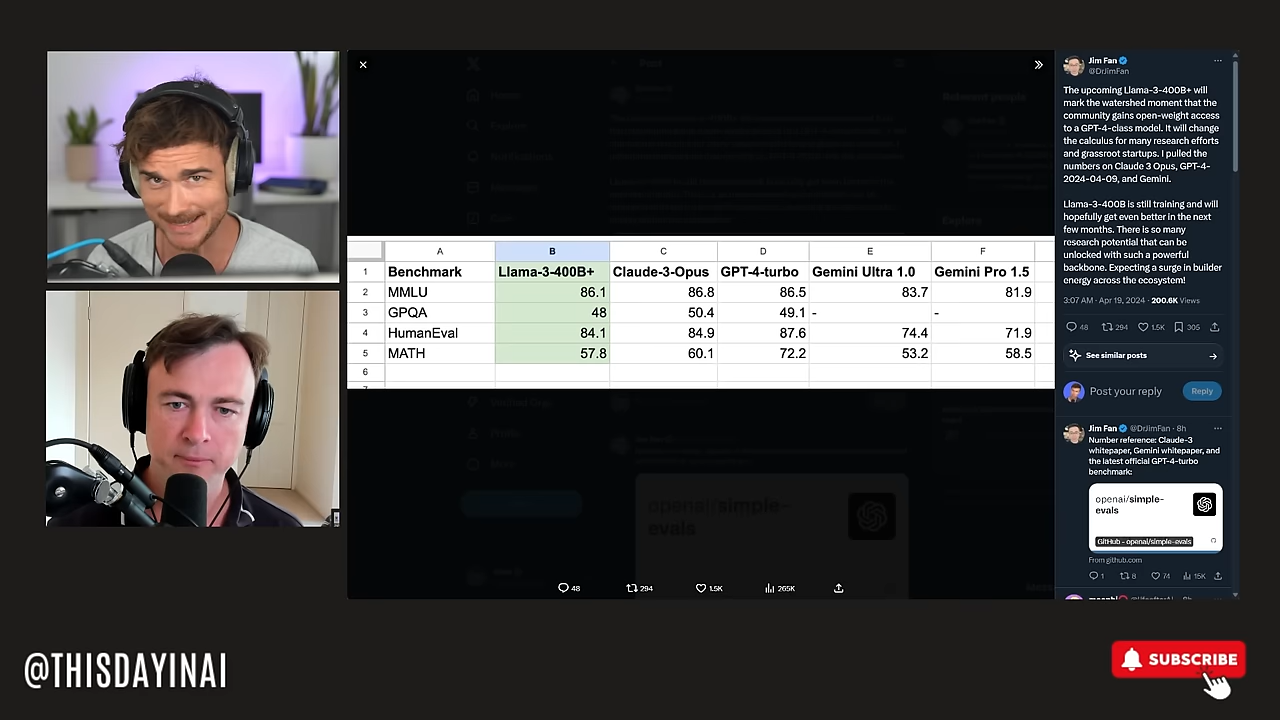 Jim Fan
@DrJimFan
The upcoming Llama-3-400B+ will
mark the watershed moment that the
community gains open-weight access
to a GPT-4-class model. It will change
the calculus for many research efforts
and grassroot startups. I pulled the
numbers on Claude 3 Opus, GPT-4-
2024-04-09, and Gemini.
Llama-3-400B is still training and will
hopefully get even better in the next
few months. There is so many
research potential that can be
unlocked with such a powerful
backbone. Expecting a surge in builder
energy across the ecosystem!
3:07 AM · Apr 19, 2024 · 200.6K Views
48 294 1.5K 305
See similar posts
Post your reply Reply
Jim Fan @DrJimFan · 8h
Number reference: Claude-3
whitepaper, Gemini whitepaper, and
the latest official GPT-4-turbo
benchmark:
openai/simple-
evals
GitHub - openai/simple-evals
From github.com
1 8 74 15K
A B C D E F
1 Benchmark Llama-3-400B+ Claude-3-Opus GPT-4-turbo Gemini Ultra 1.0 Gemini Pro 1.5
2 MMLU 86.1 86.8 86.5 83.7 81.9
3 GPQA 48 50.4 49.1 - -
4 HumanEval 84.1 84.9 87.6 74.4 71.9
5 MATH 57.8 60.1 72.2 53.2 58.5
6
openai/simple-
evals
48 294 1.5K 265K
@THISDAYINAI
SUBSCRIBE